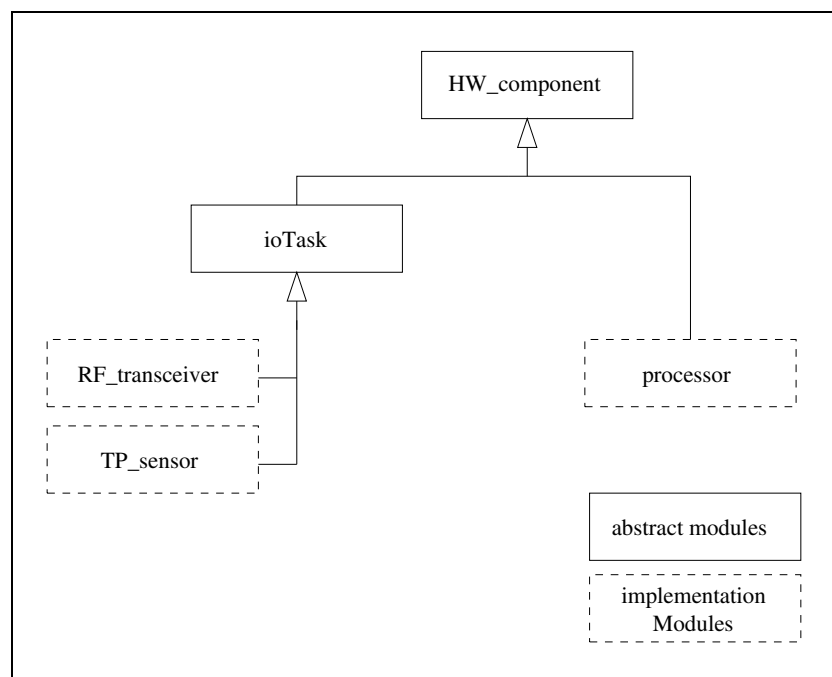 HW_component
ioTask
RF_transceiver
processor
TP_sensor
abstract modules
implementation
Modules